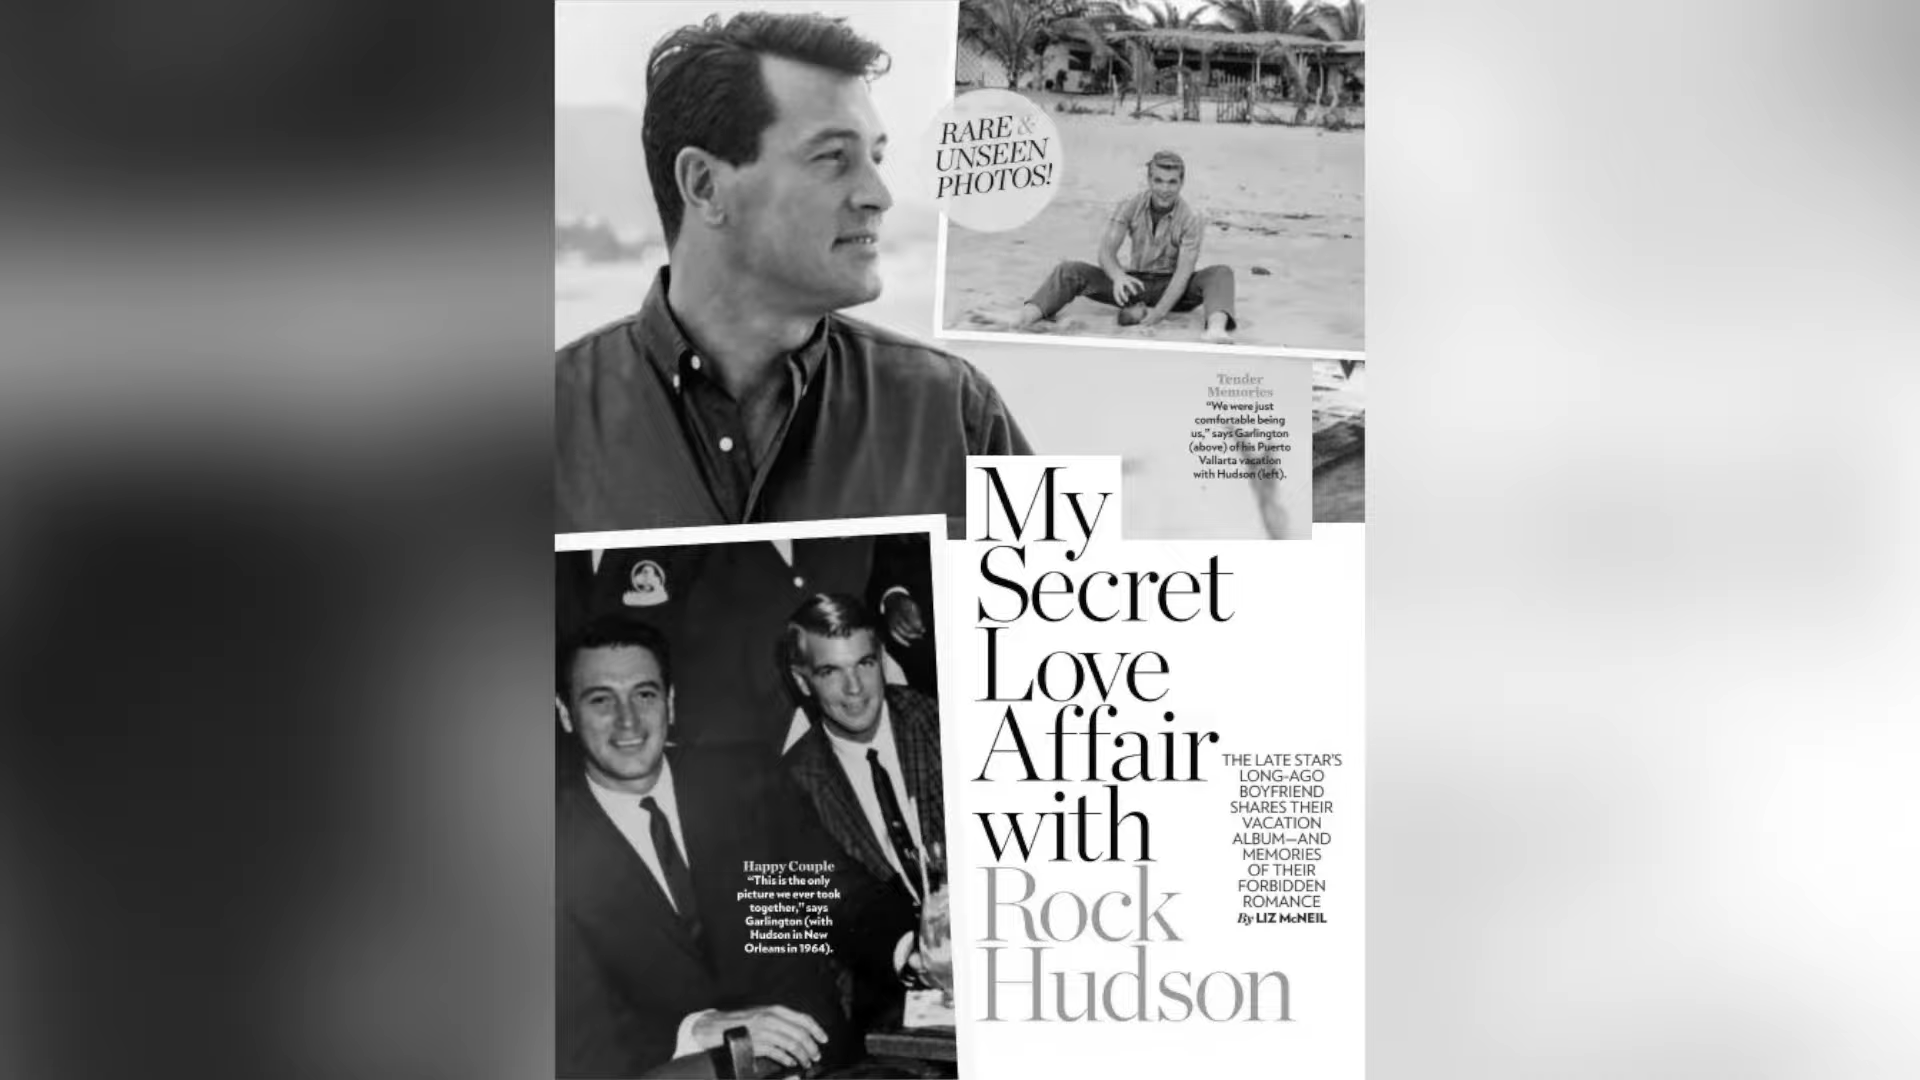 RARE &
UNSEEN
PHOTOS!
Tender
Memories
“We were just
comfortable being
us,” says Garlington
(above) of his Puerto
Vallarta vacation
with Hudson (left).
My
Secret
Love
Affair
with
Rock
Hudson
THE LATE STAR’S
LONG-AGO
BOYFRIEND
SHARES THEIR
VACATION
ALBUM—AND
MEMORIES
OF THEIR
FORBIDDEN
ROMANCE
By LIZ McNEIL
Happy Couple
“This is the only
picture we ever took
together,” says
Garlington (with
Hudson in New
Orleans in 1964).